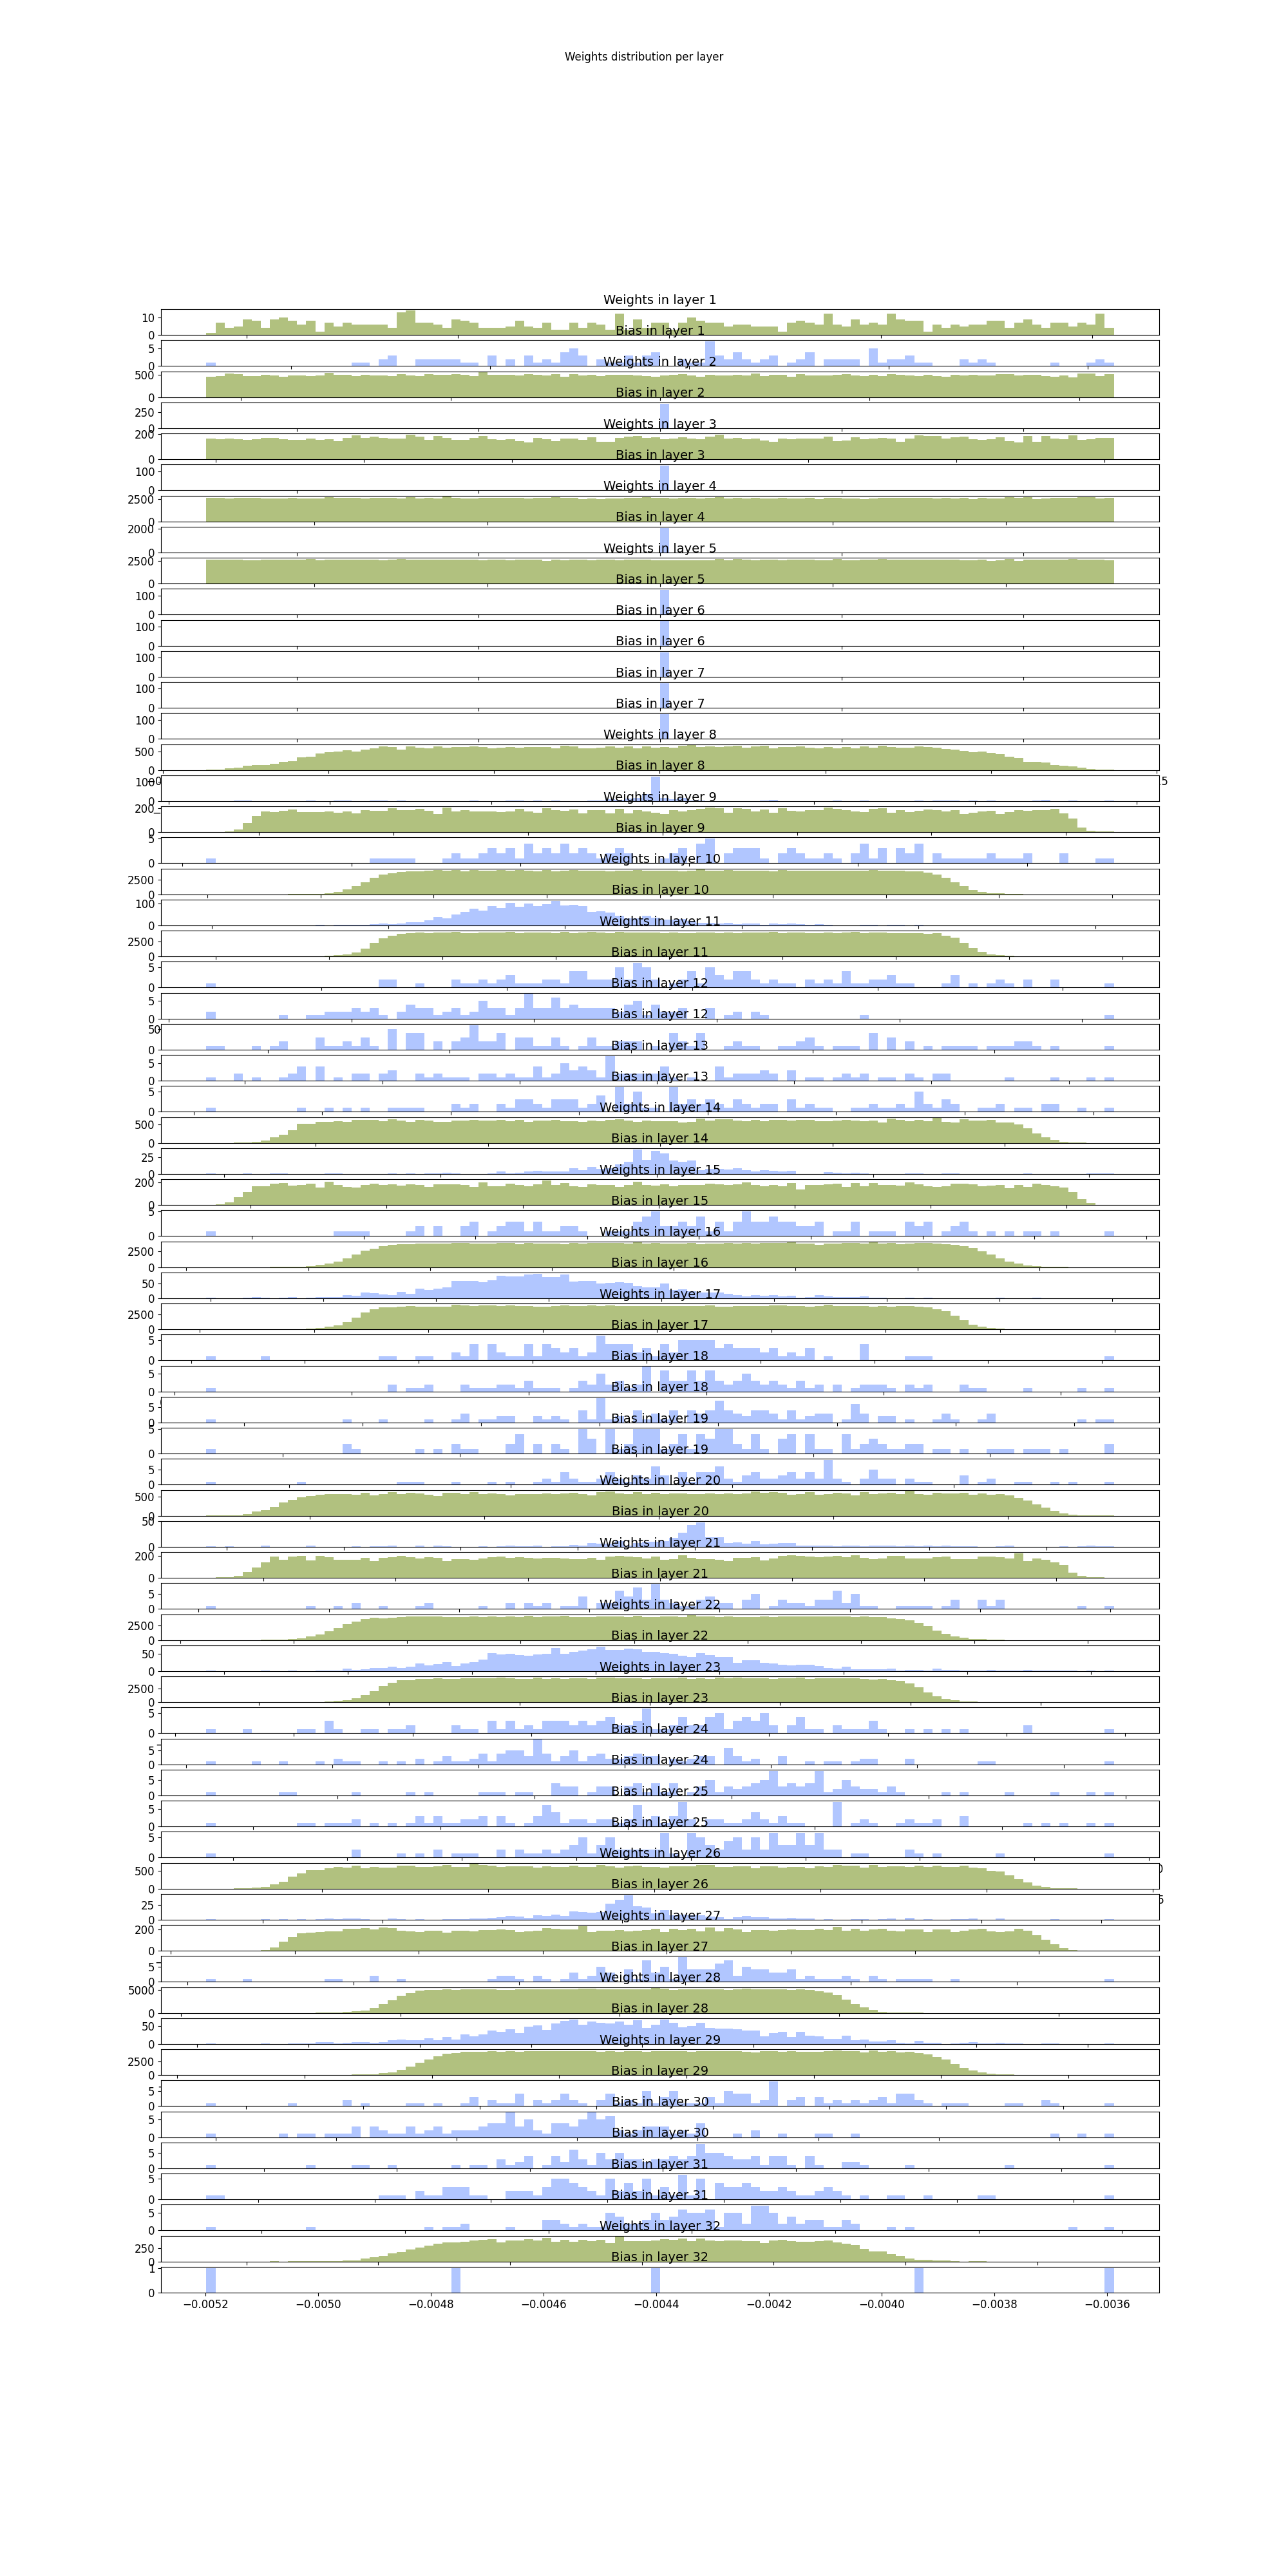 Weights distribution per layer
Weights in layer 1
10
0
Bias in layer 1
5
0
Weights in layer 2
500
0
Bias in layer 2
250
0
Weights in layer 3
200
0
Bias in layer 3
100
0
Weights in layer 4
2500
0
Bias in layer 4
2000
0
Weights in layer 5
2500
0
Bias in layer 5
100
0
Bias in layer 6
100
0
Bias in layer 6
100
0
Bias in layer 7
100
0
Bias in layer 7
100
0
Weights in layer 8
500
0
Bias in layer 8
100
0
Weights in layer 9
200
0
Bias in layer 9
5
0
Weights in layer 10
2500
0
Bias in layer 10
100
0
Weights in layer 11
2500
0
Bias in layer 11
5
0
Bias in layer 12
5
0
Bias in layer 12
0
Bias in layer 13
5
0
Bias in layer 13
5
0
Weights in layer 14
500
0
Bias in layer 14
25
0
Weights in layer 15
200
0
Bias in layer 15
5
0
Weights in layer 16
2500
0
Bias in layer 16
50
0
Weights in layer 17
2500
0
Bias in layer 17
5
0
Bias in layer 18
5
0
Bias in layer 18
5
0
Bias in layer 19
5
0
Bias in layer 19
5
0
Weights in layer 20
500
0
Bias in layer 20
50
0
Weights in layer 21
200
0
Bias in layer 21
5
0
Weights in layer 22
2500
0
Bias in layer 22
50
0
Weights in layer 23
2500
0
Bias in layer 23
5
0
Bias in layer 24
5
0
Bias in layer 24
5
0
Bias in layer 25
5
0
Bias in layer 25
5
0
Weights in layer 26
500
0
Bias in layer 26
25
0
Weights in layer 27
200
0
Bias in layer 27
5
0
Weights in layer 28
5000
0
Bias in layer 28
50
0
Weights in layer 29
2500
0
Bias in layer 29
5
0
Bias in layer 30
5
0
Bias in layer 30
5
0
Bias in layer 31
5
0
Bias in layer 31
5
0
Weights in layer 32
250
0
Bias in layer 32
1
0
−0.0052 −0.0050 −0.0048 −0.0046 −0.0044 −0.0042 −0.0040 −0.0038 −0.0036